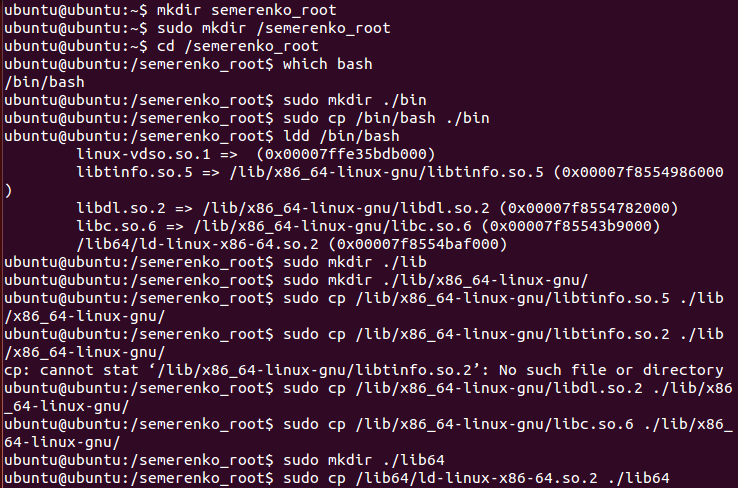 ubuntu@ubuntu:~$ mkdir semerenko_root
ubuntu@ubuntu:~$ sudo mkdir /semerenko_root
ubuntu@ubuntu:~$ cd /semerenko_root
ubuntu@ubuntu:/semerenko_root$ which bash
/bin/bash
ubuntu@ubuntu:/semerenko_root$ sudo mkdir ./bin
ubuntu@ubuntu:/semerenko_root$ sudo cp /bin/bash ./bin
ubuntu@ubuntu:/semerenko_root$ ldd /bin/bash
        linux-vdso.so.1 =>  (0x00007ffe35bdb000)
        libtinfo.so.5 => /lib/x86_64-linux-gnu/libtinfo.so.5 (0x00007f8554986000
)
        libdl.so.2 => /lib/x86_64-linux-gnu/libdl.so.2 (0x00007f8554782000)
        libc.so.6 => /lib/x86_64-linux-gnu/libc.so.6 (0x00007f85543b9000)
        /lib64/ld-linux-x86-64.so.2 (0x00007f8554baf000)
ubuntu@ubuntu:/semerenko_root$ sudo mkdir ./lib
ubuntu@ubuntu:/semerenko_root$ sudo mkdir ./lib/x86_64-linux-gnu/
ubuntu@ubuntu:/semerenko_root$ sudo cp /lib/x86_64-linux-gnu/libtinfo.so.5 ./lib
/x86_64-linux-gnu/
ubuntu@ubuntu:/semerenko_root$ sudo cp /lib/x86_64-linux-gnu/libtinfo.so.2 ./lib
/x86_64-linux-gnu/
cp: cannot stat ‘/lib/x86_64-linux-gnu/libtinfo.so.2’: No such file or directory
ubuntu@ubuntu:/semerenko_root$ sudo cp /lib/x86_64-linux-gnu/libdl.so.2 ./lib/x86
_64-linux-gnu/
ubuntu@ubuntu:/semerenko_root$ sudo cp /lib/x86_64-linux-gnu/libc.so.6 ./lib/x86_
64-linux-gnu/
ubuntu@ubuntu:/semerenko_root$ sudo mkdir ./lib64
ubuntu@ubuntu:/semerenko_root$ sudo cp /lib64/ld-linux-x86-64.so.2 ./lib64